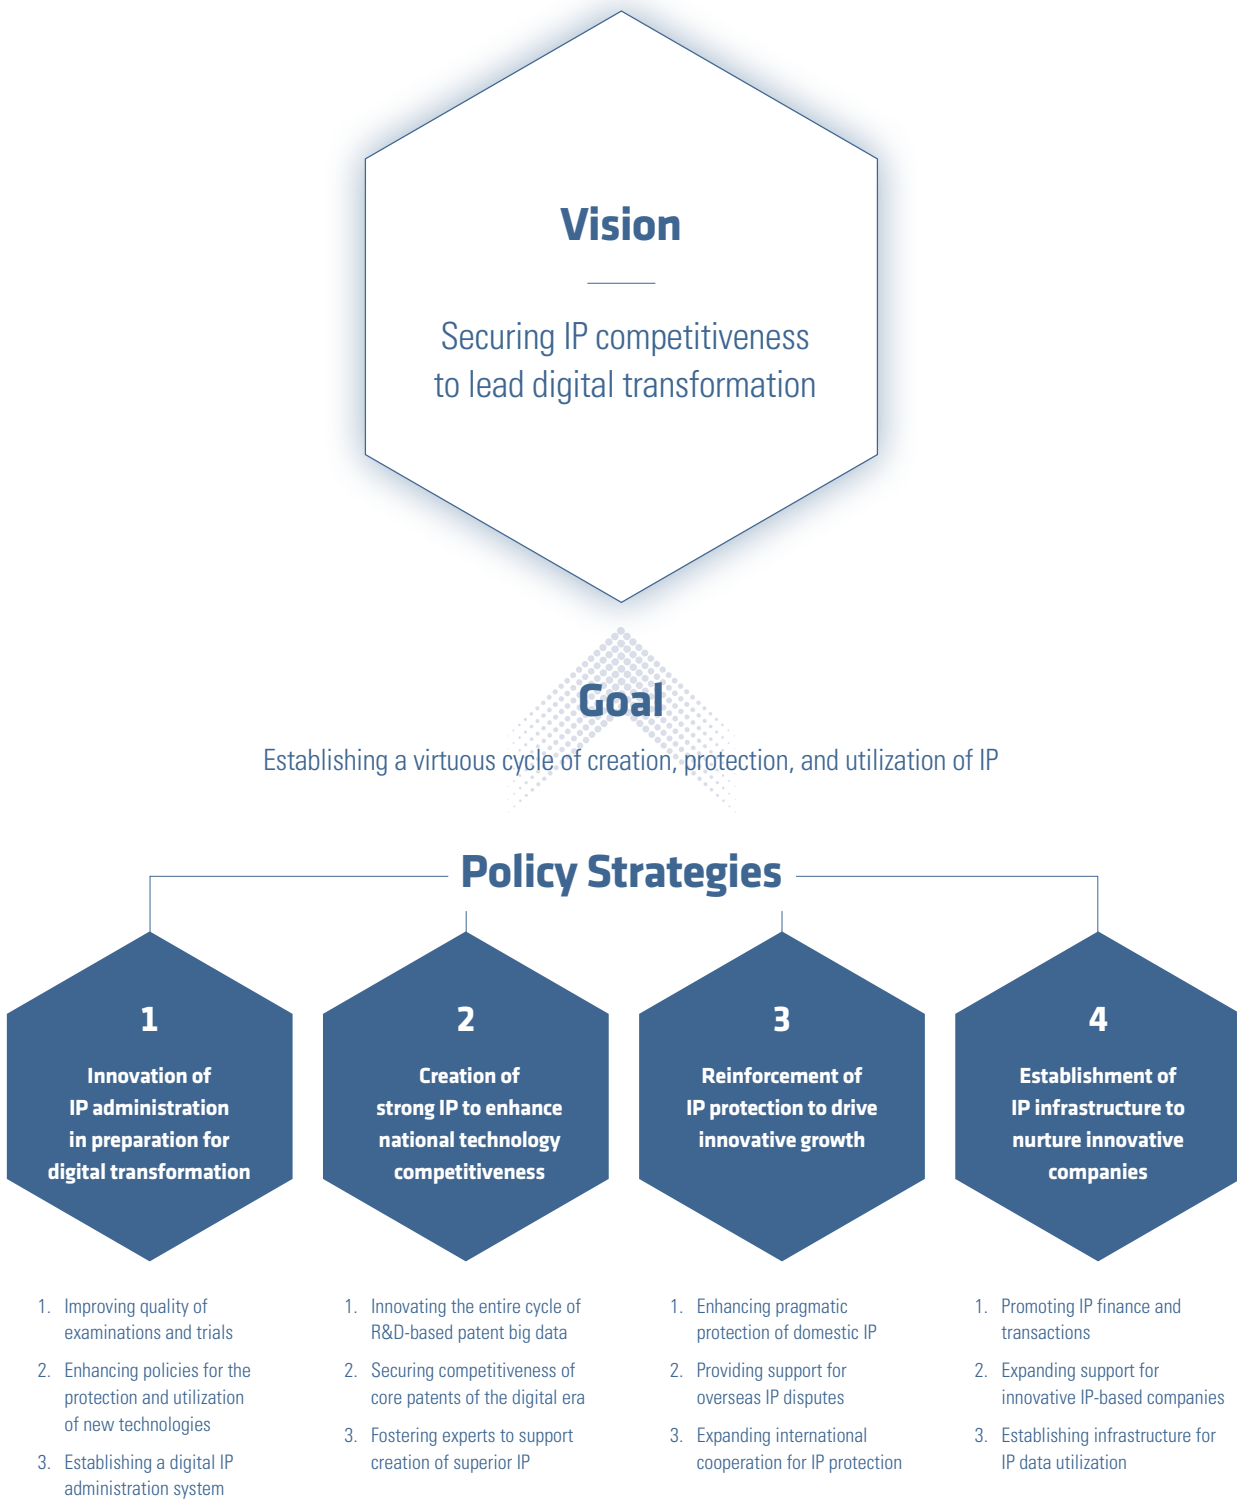 Vision
Securing IP competitiveness
to lead digital transformation
Goal
Establishing a virtuous cycle of creation, protection, and utilization of IP
Policy Strategies
1
Innovation of
IP administration
in preparation for
digital transformation
2
Creation of
strong IP to enhance
national technology
competitiveness
3
Reinforcement of
IP protection to drive
innovative growth
4
Establishment of
IP infrastructure to
nurture innovative
companies
1. Improving quality of
examinations and trials
2. Enhancing policies for the
protection and utilization
of new technologies
3. Establishing a digital IP
administration system
1. Innovating the entire cycle of
R&D-based patent big data
2. Securing competitiveness of
core patents of the digital era
3. Fostering experts to support
creation of superior IP
1. Enhancing pragmatic
protection of domestic IP
2. Providing support for
overseas IP disputes
3. Expanding international
cooperation for IP protection
1. Promoting IP finance and
transactions
2. Expanding support for
innovative IP-based companies
3. Establishing infrastructure for
IP data utilization